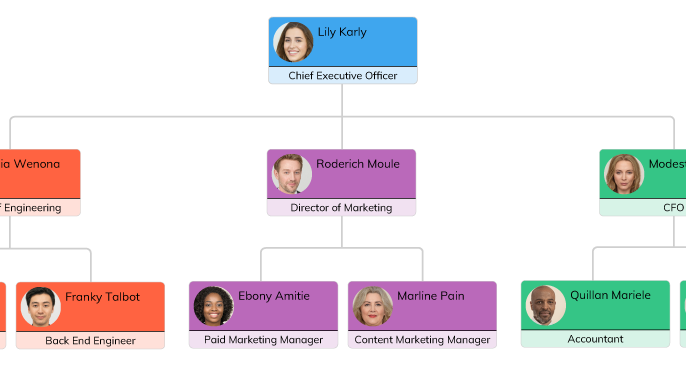 Lily Karly
Chief Executive Officer
ia Wenona
Engineering
Roderich Moule
Director of Marketing
Modest
CFO
Franky Talbot
Back End Engineer
Ebony Amitie
Paid Marketing Manager
Marline Pain
Content Marketing Manager
Quillan Mariele
Accountant